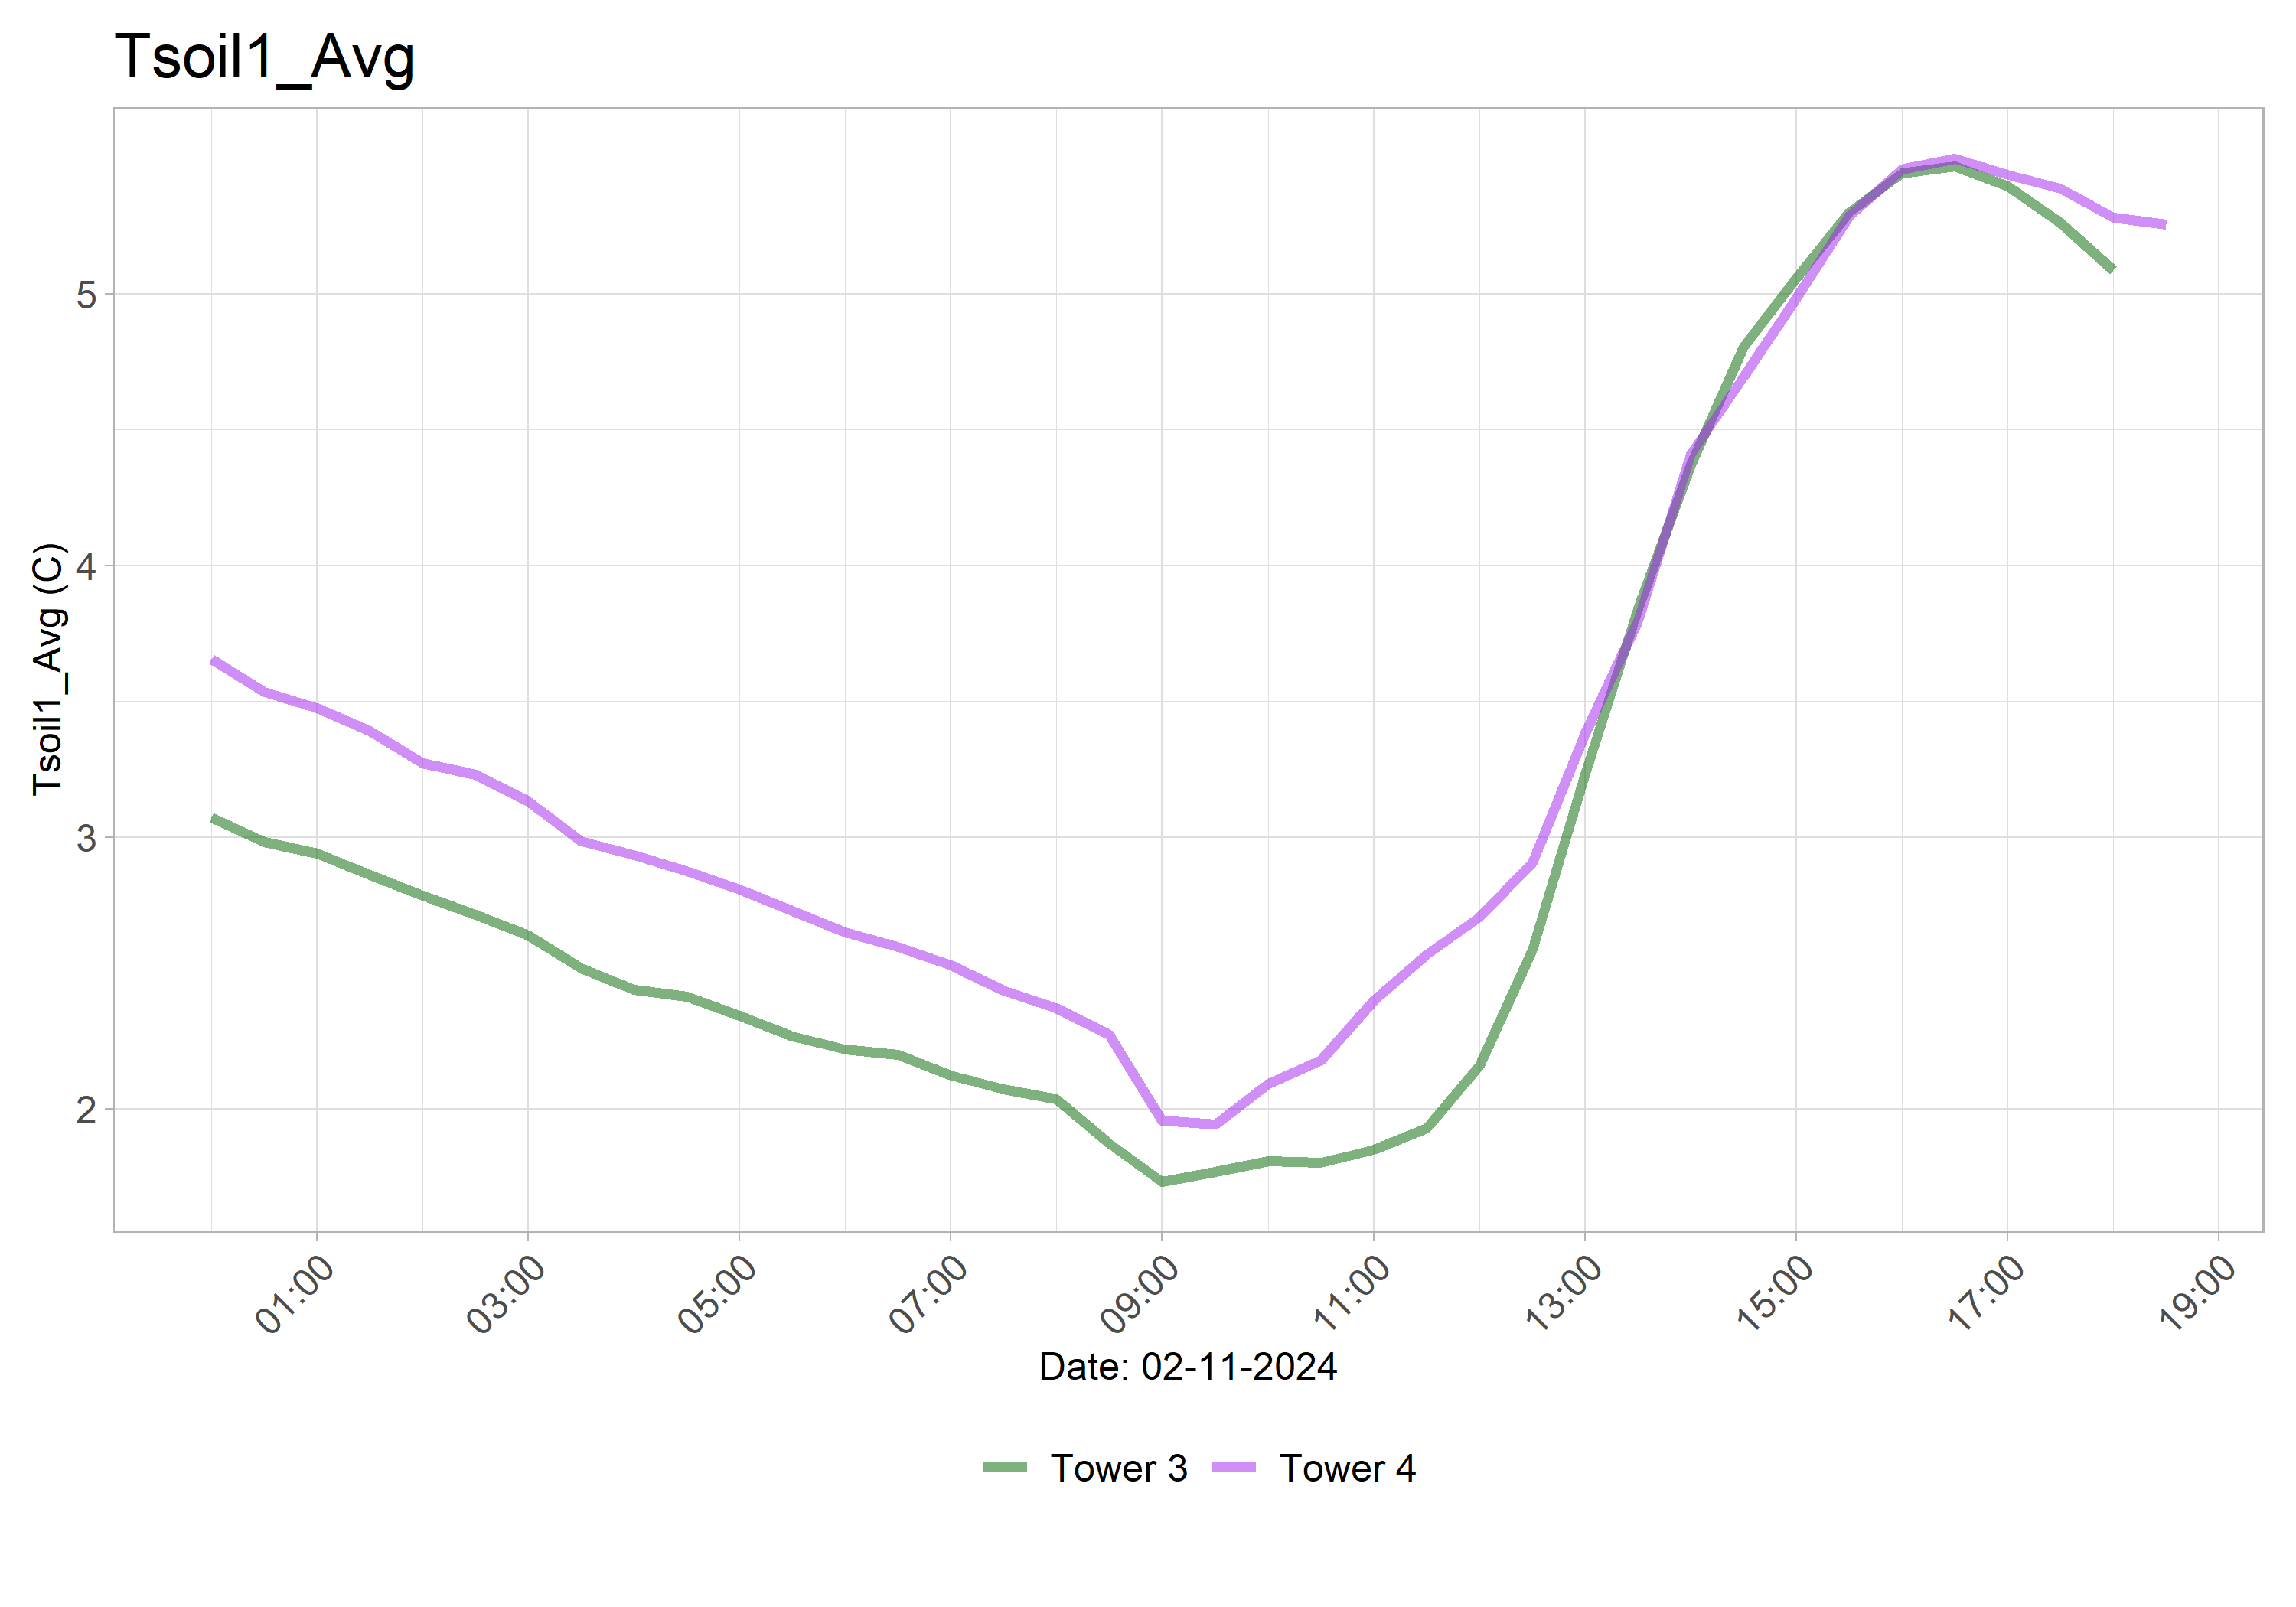 Tsoil1_Avg
Tsoil1_Avg (C)
5
4
3
2
01:00 03:00 05:00 07:00 09:00 11:00 13:00 15:00 17:00 19:00
Date: 02-11-2024
Tower 3 Tower 4